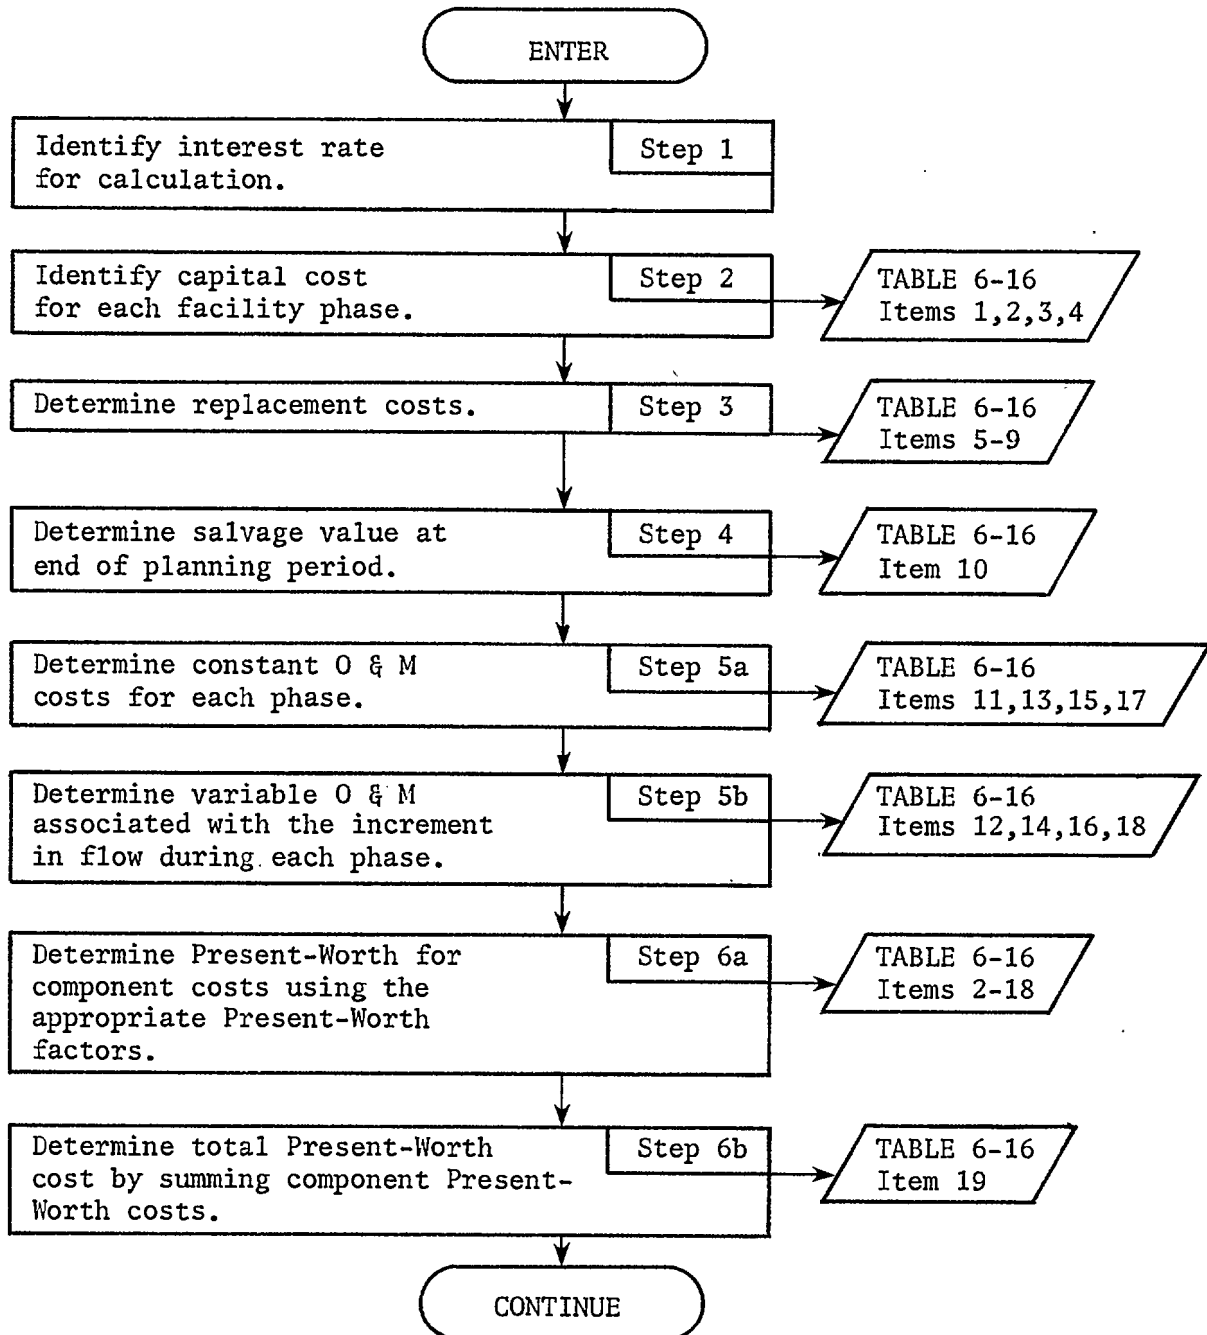 ENTER
Identify interest rate
for calculation.
Step 1
Identify capital cost
for each facility phase.
Step 2
TABLE 6-16
Items 1,2,3,4
Determine replacement costs.
Step 3
TABLE 6-16
Items 5-9
Determine salvage value at
end of planning period.
Step 4
TABLE 6-16
Item 10
Determine constant O & M
costs for each phase.
Step 5a
TABLE 6-16
Items 11,13,15,17
Determine variable O & M
associated with the increment
in flow during each phase.
Step 5b
TABLE 6-16
Items 12,14,16,18
Determine Present-Worth for
component costs using the
appropriate Present-Worth
factors.
Step 6a
TABLE 6-16
Items 2-18
Determine total Present-Worth
cost by summing component Present-
Worth costs.
Step 6b
TABLE 6-16
Item 19
CONTINUE